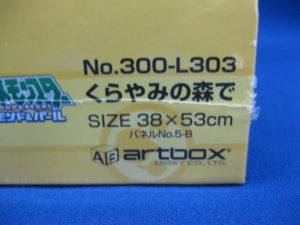 No.300-L303
くらやみの森で
SIZE 38×53cm
パネルNo.5-B
AB artbox
ENSKY CO., LTD.